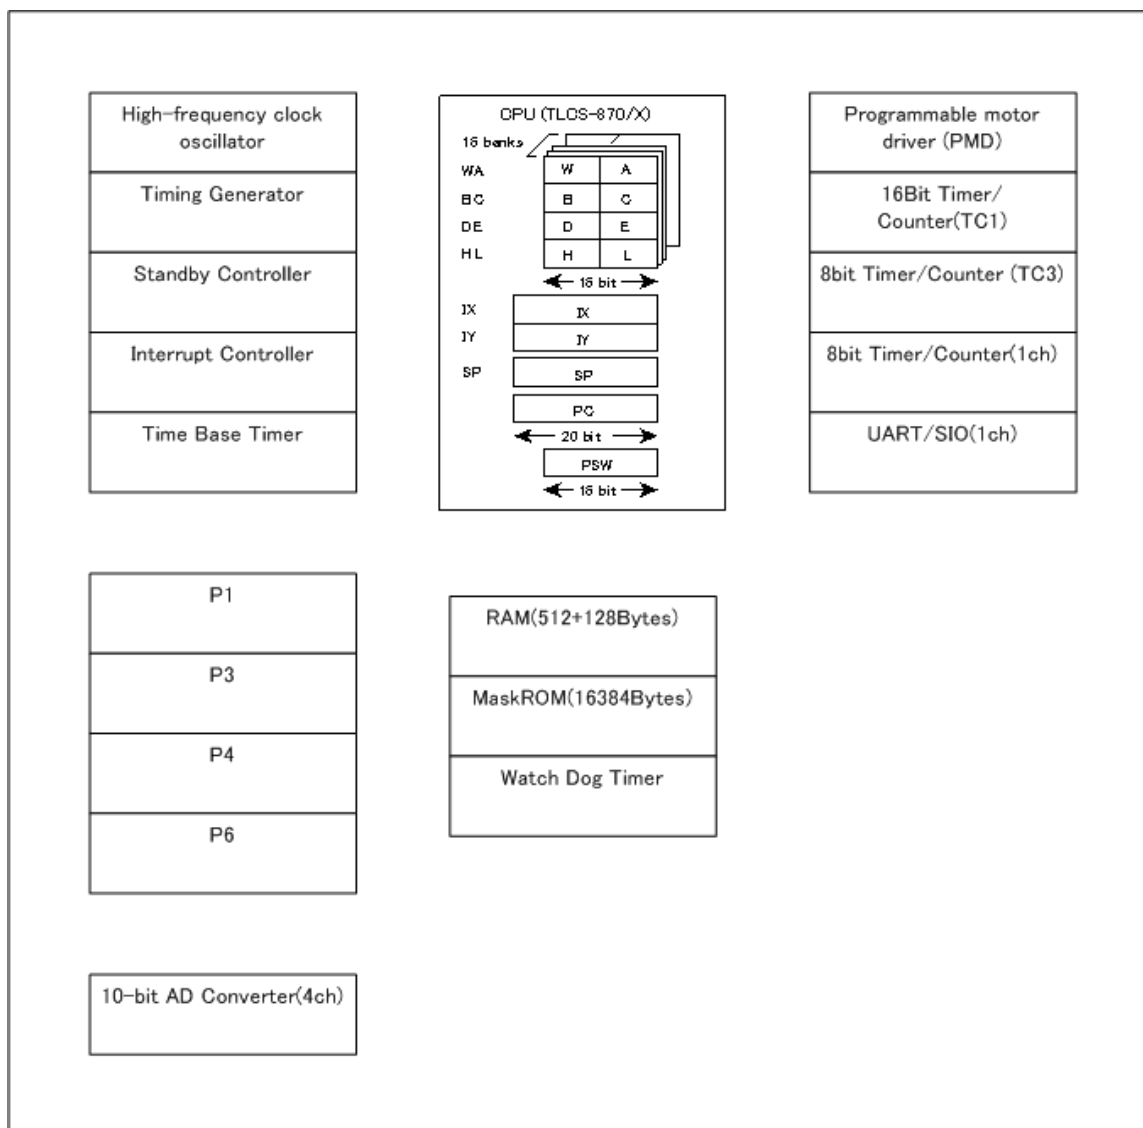 High-frequency clock
oscillator
Timing Generator
Standby Controller
Interrupt Controller
Time Base Timer
CPU (TLCS-870/X)
16 banks
WA
W A
BC
B C
DE
D E
HL
H L
16 bit
IX
IX
IY
IY
SP
SP
PC
20 bit
PSW
16 bit
Programmable motor
driver (PMD)
16Bit Timer/
Counter(TC1)
8bit Timer/Counter (TC3)
8bit Timer/Counter(1ch)
UART/SIO(1ch)
P1
P3
P4
P6
RAM(512+128Bytes)
MaskROM(16384Bytes)
Watch Dog Timer
10-bit AD Converter(4ch)